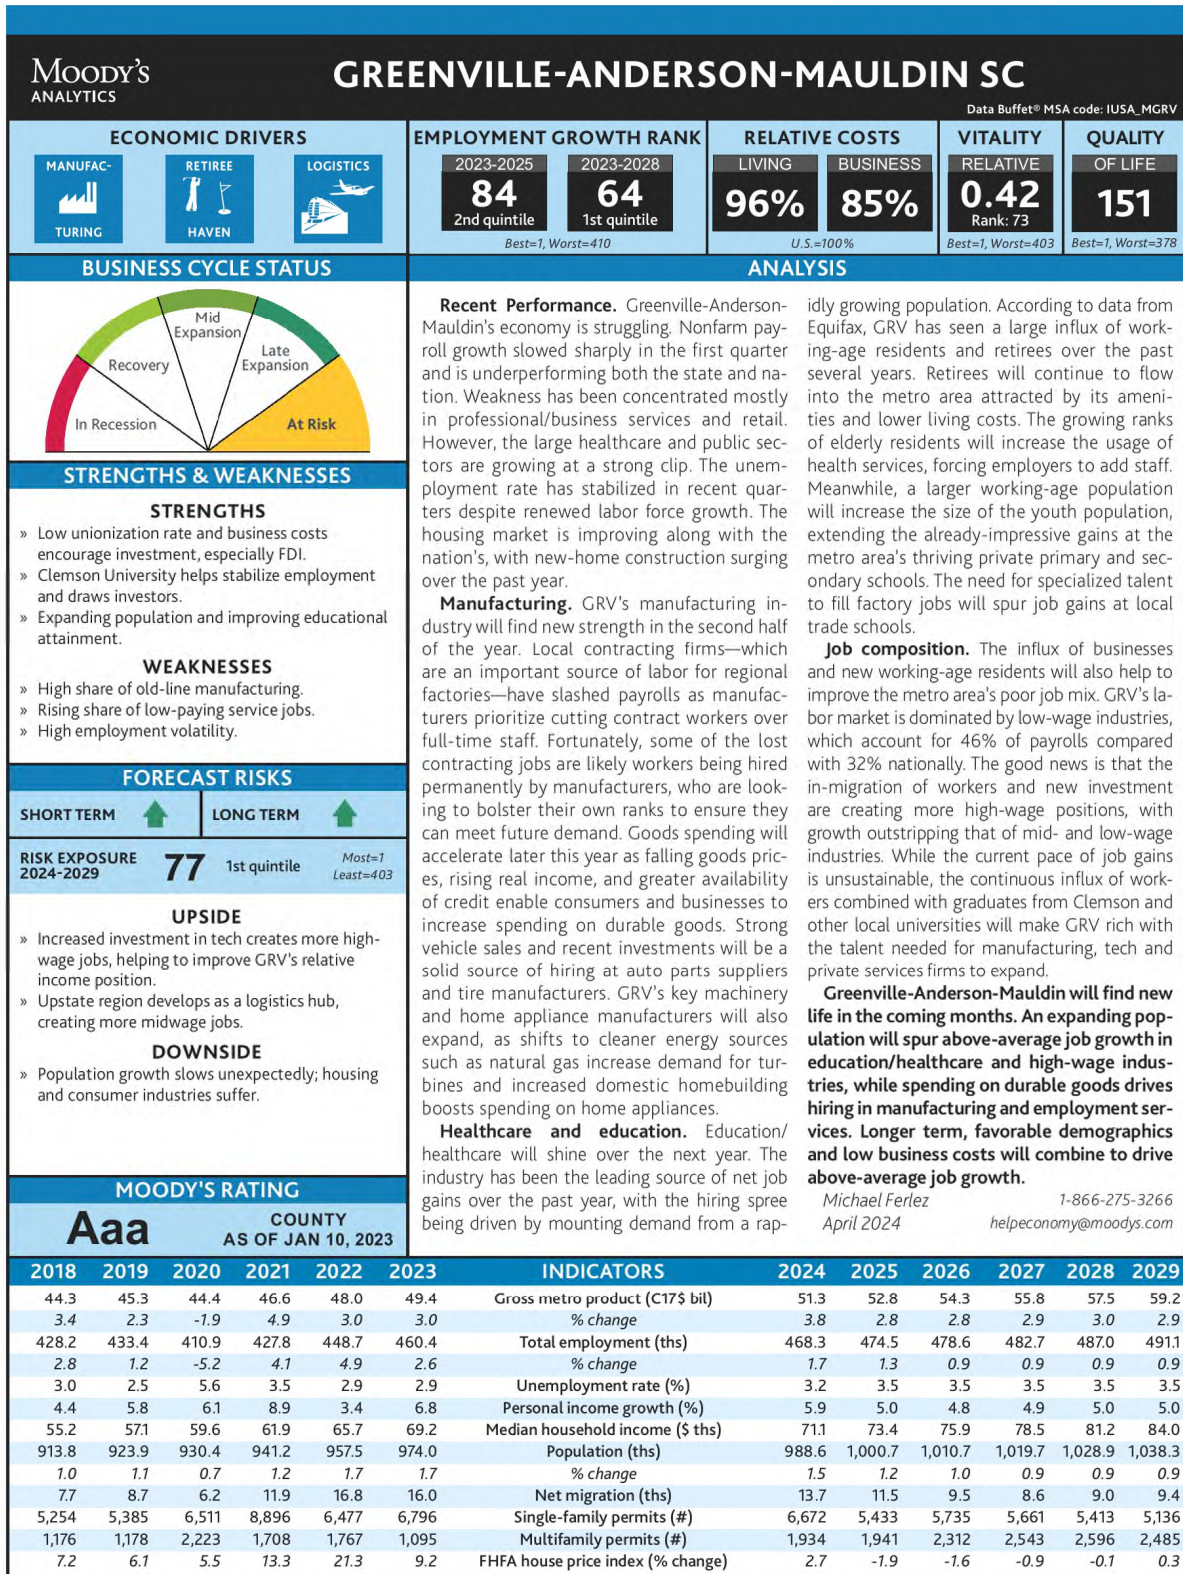 MOODY'S
ANALYTICS
GREENVILLE-ANDERSON-MAULDIN SC
Data Buffet® MSA code: IUSA_MGRV
ECONOMIC DRIVERS
MANUFAC-
TURING
RETIREE
HAVEN
LOGISTICS
EMPLOYMENT GROWTH RANK
2023-2025
84
2nd quintile
2023-2028
64
1st quintile
Best=1, Worst=410
RELATIVE COSTS
LIVING
96%
BUSINESS
85%
U.S.=100%
VITALITY
RELATIVE
0.42
Rank: 73
Best=1, Worst=403
QUALITY
OF LIFE
151
Best=1, Worst=378
BUSINESS CYCLE STATUS
In Recession
Recovery
Mid
Expansion
Late
Expansion
At Risk
STRENGTHS & WEAKNESSES
STRENGTHS
» Low unionization rate and business costs
encourage investment, especially FDI.
» Clemson University helps stabilize employment
and draws investors.
» Expanding population and improving educational
attainment.
WEAKNESSES
» High share of old-line manufacturing.
» Rising share of low-paying service jobs.
» High employment volatility.
FORECAST RISKS
SHORT TERM
LONG TERM
RISK EXPOSURE
2024-2029
77
1st quintile
Most=1
Least=403
UPSIDE
» Increased investment in tech creates more high-
wage jobs, helping to improve GRV's relative
income position.
» Upstate region develops as a logistics hub,
creating more midwage jobs.
DOWNSIDE
» Population growth slows unexpectedly; housing
and consumer industries suffer.
MOODY'S RATING
Aaa
COUNTY
AS OF JAN 10, 2023
ANALYSIS
Recent Performance. Greenville-Anderson-
Mauldin's economy is struggling. Nonfarm pay-
roll growth slowed sharply in the first quarter
and is underperforming both the state and na-
tion. Weakness has been concentrated mostly
in professional/business services and retail.
However, the large healthcare and public sec-
tors are growing at a strong clip. The unem-
ployment rate has stabilized in recent quar-
ters despite renewed labor force growth. The
housing market is improving along with the
nation's, with new-home construction surging
over the past year.
Manufacturing. GRV's manufacturing in-
dustry will find new strength in the second half
of the year. Local contracting firms—which
are an important source of labor for regional
factories—have slashed payrolls as manufac-
turers prioritize cutting contract workers over
full-time staff. Fortunately, some of the lost
contracting jobs are likely workers being hired
permanently by manufacturers, who are look-
ing to bolster their own ranks to ensure they
can meet future demand. Goods spending will
accelerate later this year as falling goods pric-
es, rising real income, and greater availability
of credit enable consumers and businesses to
increase spending on durable goods. Strong
vehicle sales and recent investments will be a
solid source of hiring at auto parts suppliers
and tire manufacturers. GRV's key machinery
and home appliance manufacturers will also
expand, as shifts to cleaner energy sources
such as natural gas increase demand for tur-
bines and increased domestic homebuilding
boosts spending on home appliances.
Healthcare and education. Education/
healthcare will shine over the next year. The
industry has been the leading source of net job
gains over the past year, with the hiring spree
being driven by mounting demand from a rap-
idly growing population. According to data from
Equifax, GRV has seen a large influx of work-
ing-age residents and retirees over the past
several years. Retirees will continue to flow
into the metro area attracted by its ameni-
ties and lower living costs. The growing ranks
of elderly residents will increase the usage of
health services, forcing employers to add staff.
Meanwhile, a larger working-age population
will increase the size of the youth population,
extending the already-impressive gains at the
metro area's thriving private primary and sec-
ondary schools. The need for specialized talent
to fill factory jobs will spur job gains at local
trade schools.
Job composition. The influx of businesses
and new working-age residents will also help to
improve the metro area's poor job mix. GRV's la-
bor market is dominated by low-wage industries,
which account for 46% of payrolls compared
with 32% nationally. The good news is that the
in-migration of workers and new investment
are creating more high-wage positions, with
growth outstripping that of mid- and low-wage
industries. While the current pace of job gains
is unsustainable, the continuous influx of work-
ers combined with graduates from Clemson and
other local universities will make GRV rich with
the talent needed for manufacturing, tech and
private services firms to expand.
Greenville-Anderson-Mauldin will find new
life in the coming months. An expanding pop-
ulation will spur above-average job growth in
education/healthcare and high-wage indus-
tries, while spending on durable goods drives
hiring in manufacturing and employment ser-
vices. Longer term, favorable demographics
and low business costs will combine to drive
above-average job growth.
Michael Ferlez 1-866-275-3266
April 2024 helpeconomy@moodys.com
2018 2019 2020 2021 2022 2023 INDICATORS 2024 2025 2026 2027 2028 2029
44.3 45.3 44.4 46.6 48.0 49.4 Gross metro product (C17$ bil) 51.3 52.8 54.3 55.8 57.5 59.2
3.4 2.3 -1.9 4.9 3.0 3.0 % change 3.8 2.8 2.8 2.9 3.0 2.9
428.2 433.4 410.9 427.8 448.7 460.4 Total employment (ths) 468.3 474.5 478.6 482.7 487.0 491.1
2.8 1.2 -5.2 4.1 4.9 2.6 % change 1.7 1.3 0.9 0.9 0.9 0.9
3.0 2.5 5.6 3.5 2.9 2.9 Unemployment rate (%) 3.2 3.5 3.5 3.5 3.5 3.5
4.4 5.8 6.1 8.9 3.4 6.8 Personal income growth (%) 5.9 5.0 4.8 4.9 5.0 5.0
55.2 57.1 59.6 61.9 65.7 69.2 Median household income ($ ths) 71.1 73.4 75.9 78.5 81.2 84.0
913.8 923.9 930.4 941.2 957.5 974.0 Population (ths) 988.6 1,000.7 1,010.7 1,019.7 1,028.9 1,038.3
1.0 1.1 0.7 1.2 1.7 1.7 % change 1.5 1.2 1.0 0.9 0.9 0.9
7.7 8.7 6.2 11.9 16.8 16.0 Net migration (ths) 13.7 11.5 9.5 8.6 9.0 9.4
5,254 5,385 6,511 8,896 6,477 6,796 Single-family permits (#) 6,672 5,433 5,735 5,661 5,413 5,136
1,176 1,178 2,223 1,708 1,767 1,095 Multifamily permits (#) 1,934 1,941 2,312 2,543 2,596 2,485
7.2 6.1 5.5 13.3 21.3 9.2 FHFA house price index (% change) 2.7 -1.9 -1.6 -0.9 -0.1 0.3